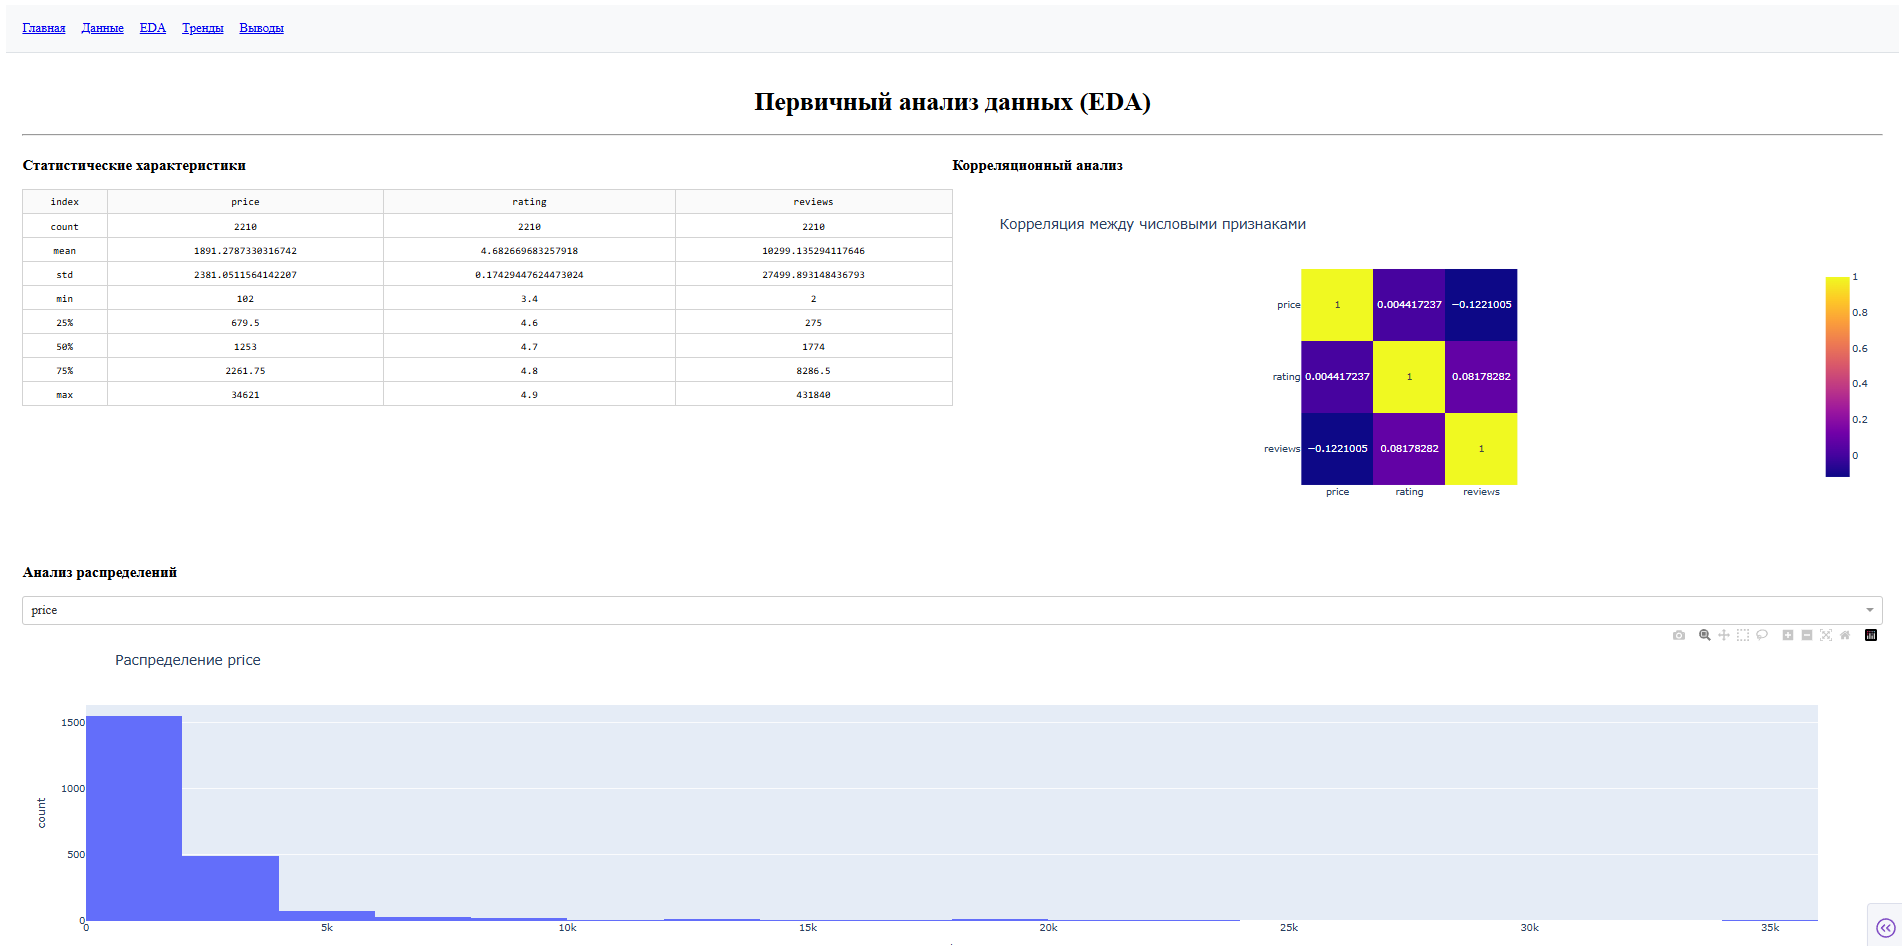 Главная Данные EDA Тренды Выводы
Первичный анализ данных (EDA)
Статистические характеристики
index price rating reviews
count 2210 2210 2210
mean 1891.2787330316742 4.682669683257918 10299.135294117646
std 2381.0511564142207 0.17429447624473024 27499.893148436793
min 102 3.4 2
25% 679.5 4.6 275
50% 1253 4.7 1774
75% 2261.75 4.8 8286.5
max 34621 4.9 431840
Корреляционный анализ
Корреляция между числовыми признаками
price 1 0.004417237 −0.1221005
rating 0.004417237 1 0.08178282
reviews −0.1221005 0.08178282 1
price rating reviews
1
0.8
0.6
0.4
0.2
0
Анализ распределений
price
Распределение price
1500
1000
500
0
count
0 5k 10k 15k 20k 25k 30k 35k